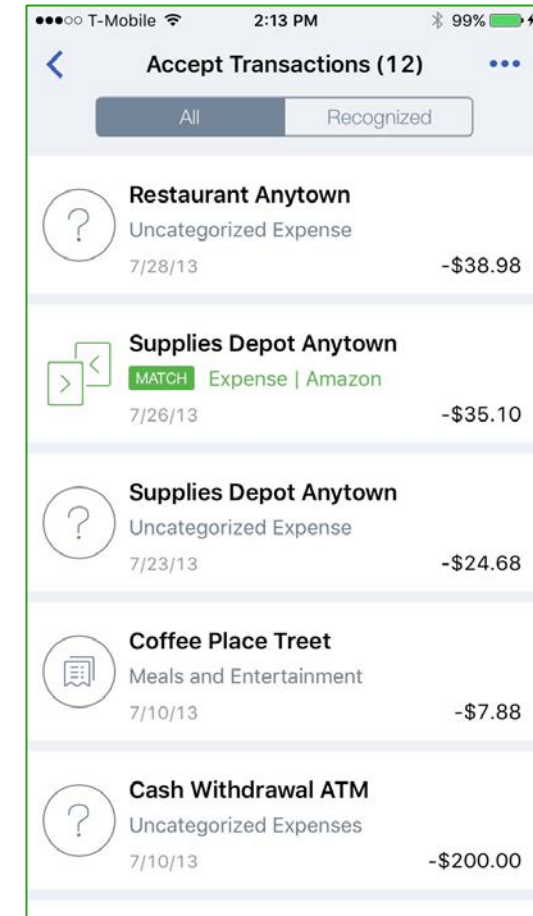 T-Mobile 2:13 PM 99%
Accept Transactions (12)
All Recognized
Restaurant Anytown
Uncategorized Expense
7/28/13 -$38.98
Supplies Depot Anytown
MATCH Expense | Amazon
7/26/13 -$35.10
Supplies Depot Anytown
Uncategorized Expense
7/23/13 -$24.68
Coffee Place Treet
Meals and Entertainment
7/10/13 -$7.88
Cash Withdrawal ATM
Uncategorized Expenses
7/10/13 -$200.00